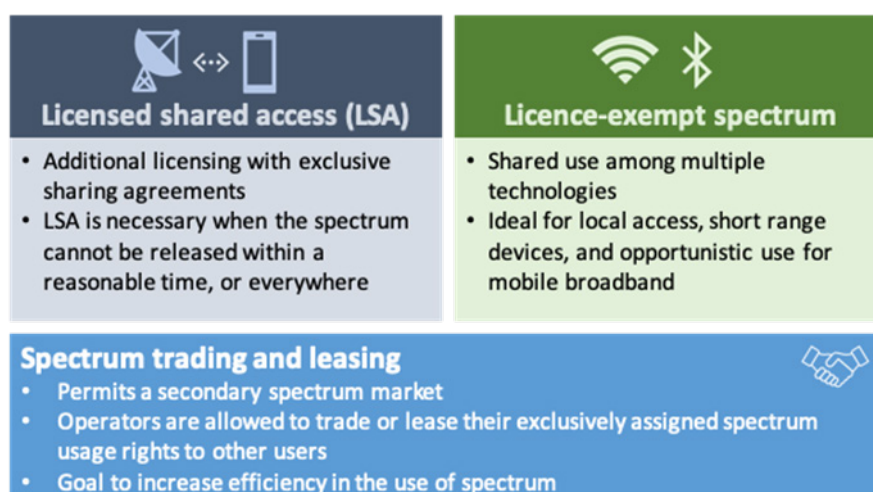 Licensed shared access (LSA)
• Additional licensing with exclusive
sharing agreements
• LSA is necessary when the spectrum
cannot be released within a
reasonable time, or everywhere
Licence-exempt spectrum
• Shared use among multiple
technologies
• Ideal for local access, short range
devices, and opportunistic use for
mobile broadband
Spectrum trading and leasing
• Permits a secondary spectrum market
• Operators are allowed to trade or lease their exclusively assigned spectrum
usage rights to other users
• Goal to increase efficiency in the use of spectrum